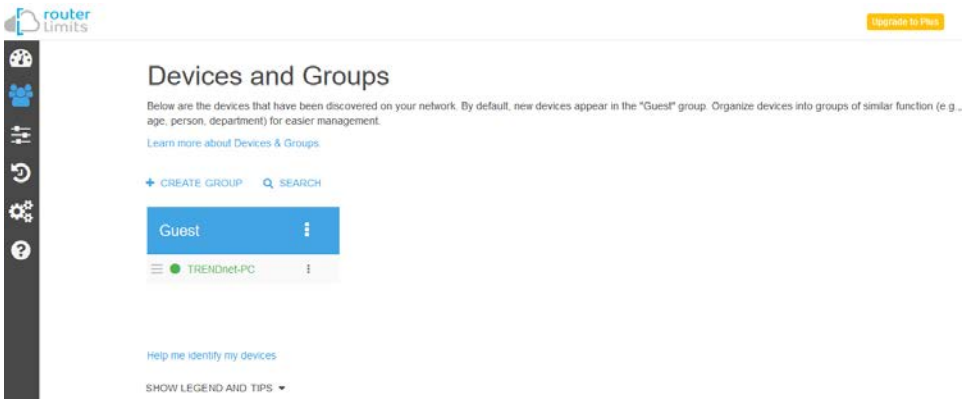 router
Limits
Upgrade to Plus
Devices and Groups
Below are the devices that have been discovered on your network. By default, new devices appear in the "Guest" group. Organize devices into groups of similar function (e.g.,
age, person, department) for easier management.
Learn more about Devices & Groups
+ CREATE GROUP SEARCH
Guest
TRENDnet-PC
Help me identify my devices
SHOW LEGEND AND TIPS